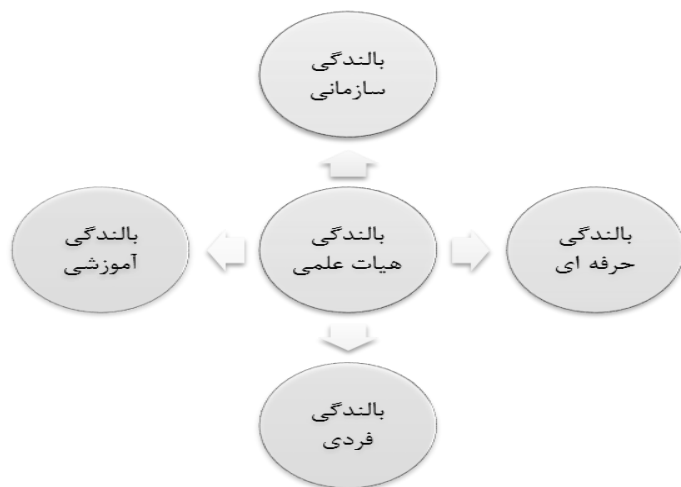 بالندگی
سازمانی
بالندگی
حرفه ای
بالندگی
هیات علمی
بالندگی
آموزشی
بالندگی
فردی